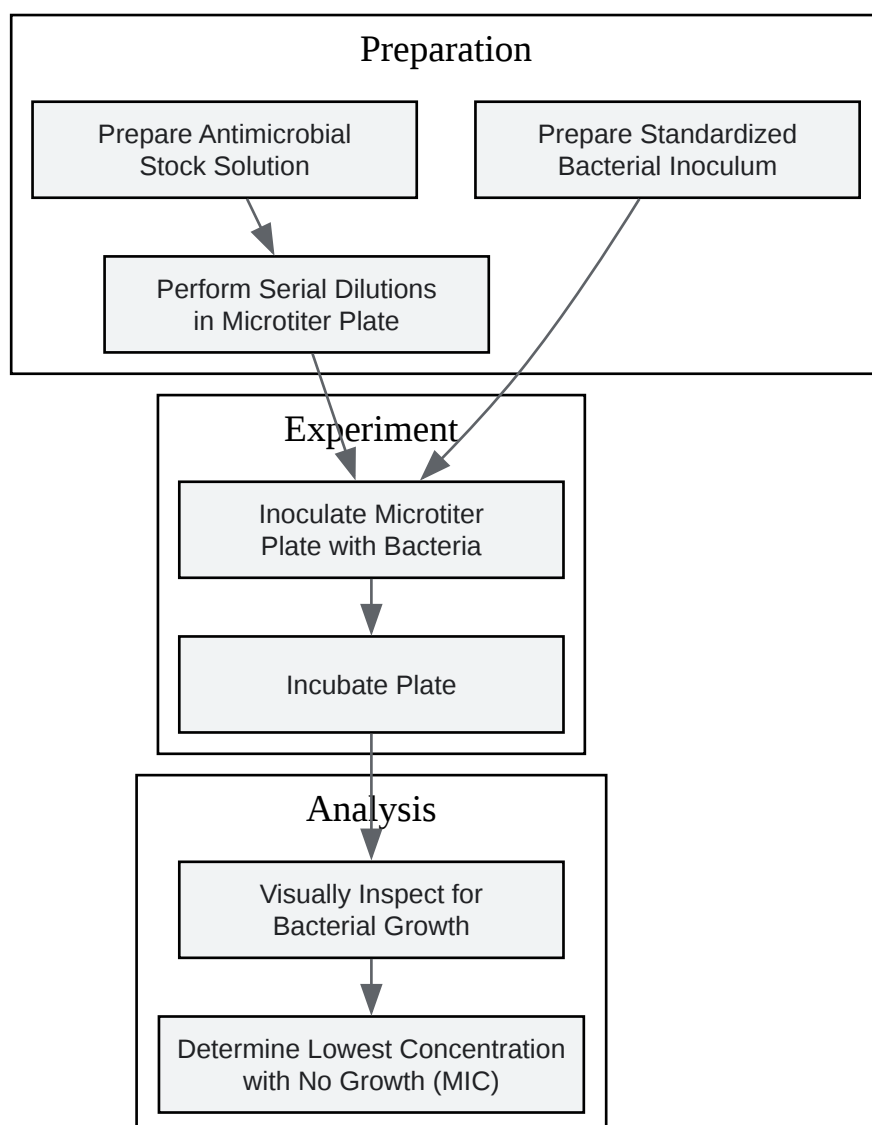 Preparation
Prepare Antimicrobial
Stock Solution
Prepare Standardized
Bacterial Inoculum
Perform Serial Dilutions
in Microtiter Plate
Experiment
Inoculate Microtiter
Plate with Bacteria
Incubate Plate
Analysis
Visually Inspect for
Bacterial Growth
Determine Lowest Concentration
with No Growth (MIC)